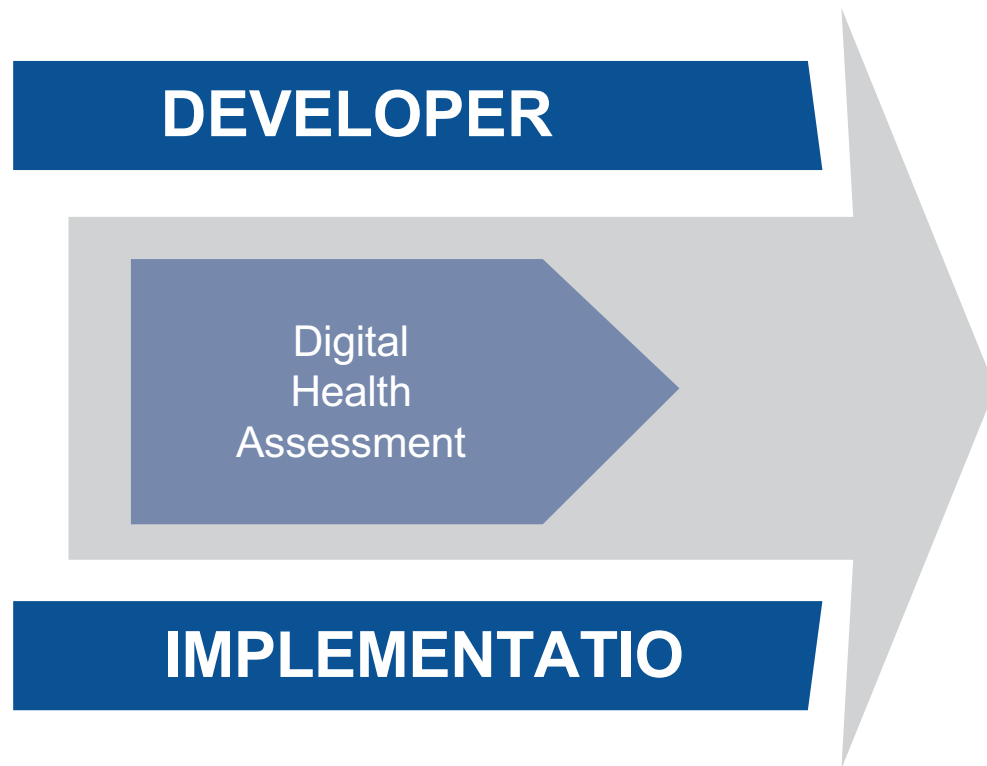 DEVELOPER
Digital
Health
Assessment
IMPLEMENTATIO